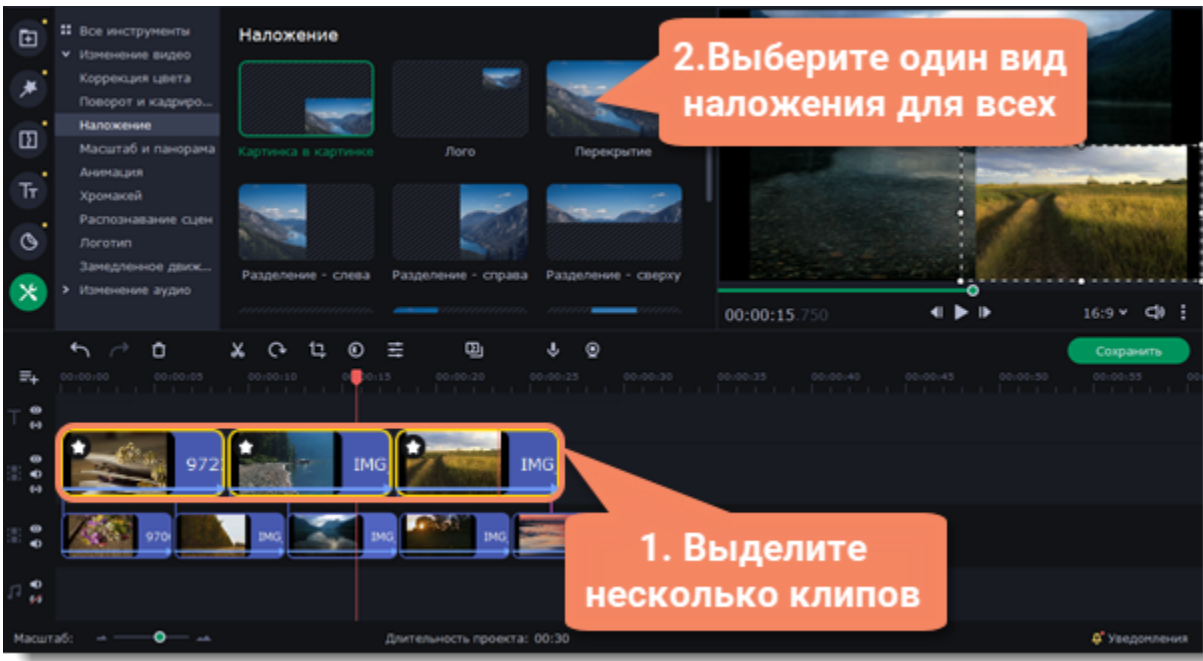 Все инструменты
Изменение видео
Коррекция цвета
Поворот и кадриро...
Наложение
Масштаб и панорама
Анимация
Хромакей
Распознавание сцен
Логотип
Замедленное движ...
Изменение аудио
Наложение
Картинка в картинке
Лого
Перекрытие
Разделение - слева
Разделение - справа
Разделение - сверху
2.Выберите один вид
наложения для всех
00:00:15.750
16:9
Сохранить
00:00:00 00:00:05 00:00:10 00:00:15 00:00:20 00:00:25 00:00:30 00:00:35 00:00:40 00:00:45 00:00:50 00:00:55
972 IMG IMG
970 IMG IMG IMG
1. Выделите
несколько клипов
Масштаб:
Длительность проекта: 00:30
Уведомления